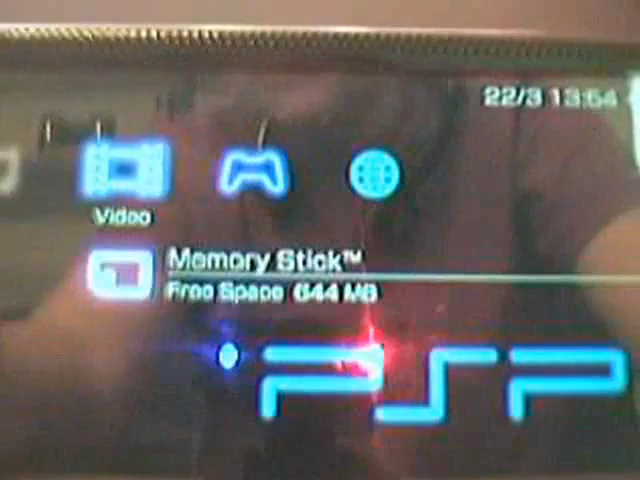 22/3 13:54
Video
Memory Stick™
Free Space 644 MB
PSP